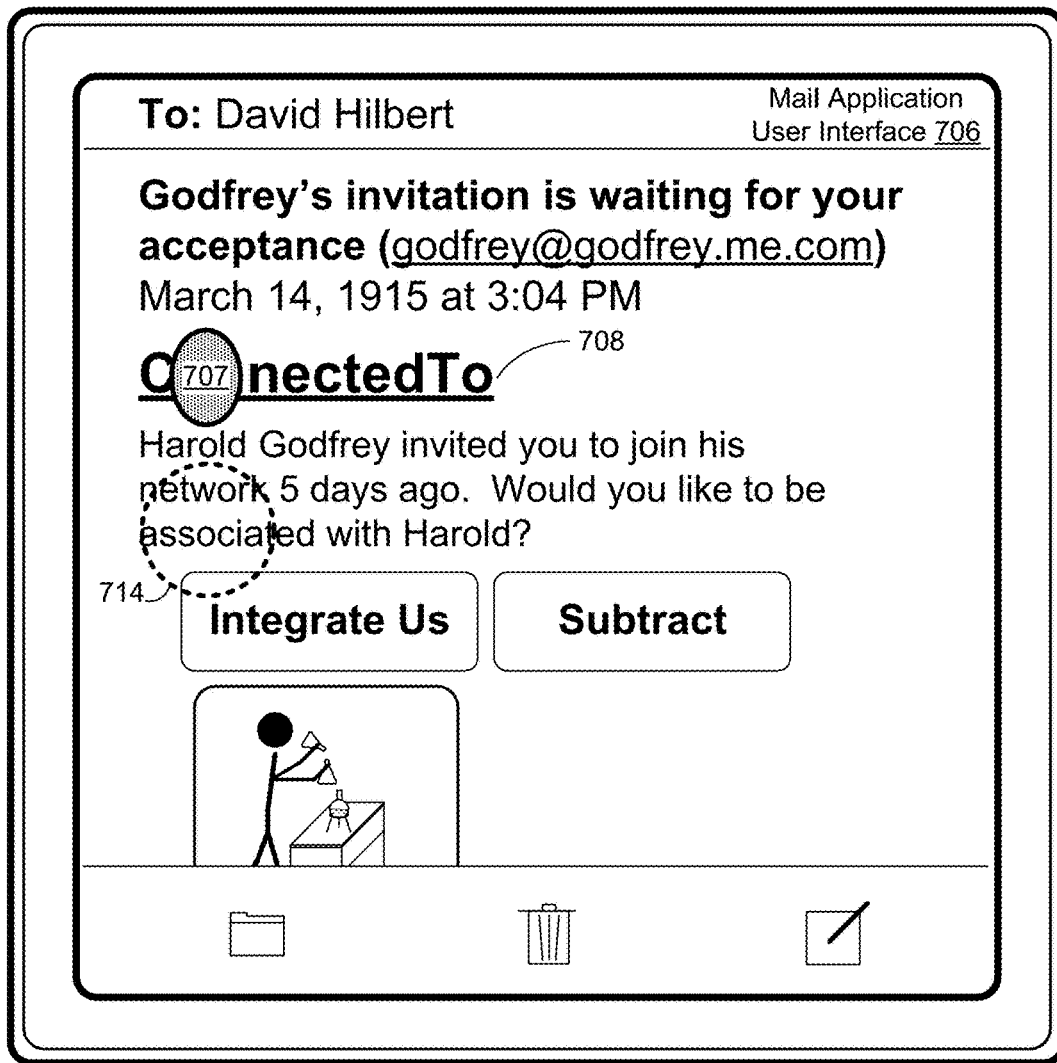 To: David Hilbert
Mail Application
User Interface 706
Godfrey's invitation is waiting for your
acceptance (godfrey@godfrey.me.com)
March 14, 1915 at 3:04 PM
C 707 nectedTo
708
Harold Godfrey invited you to join his
network 5 days ago. Would you like to be
associated with Harold?
714
Integrate Us
Subtract